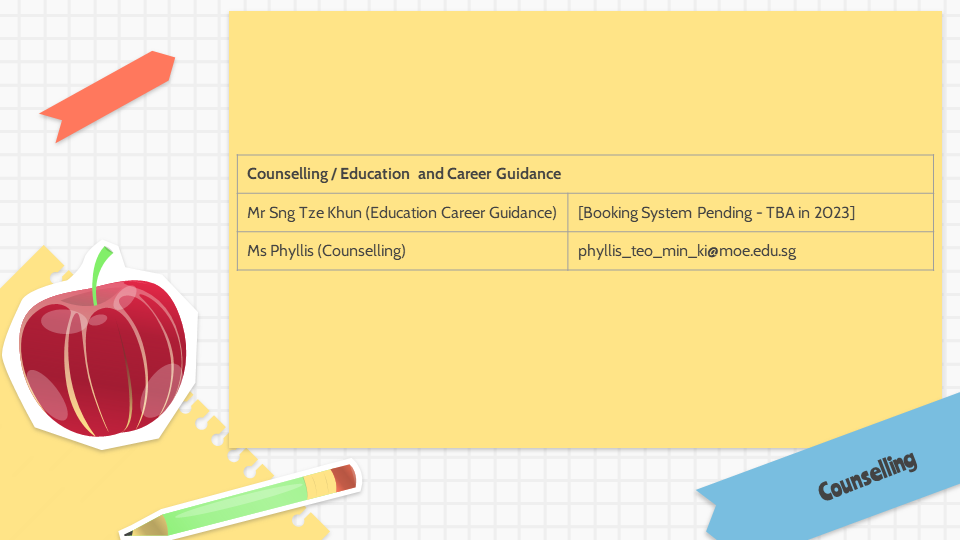 Counselling / Education and Career Guidance
Mr Sng Tze Khun (Education Career Guidance) [Booking System Pending - TBA in 2023]
Ms Phyllis (Counselling) phyllis_teo_min_ki@moe.edu.sg
Counselling